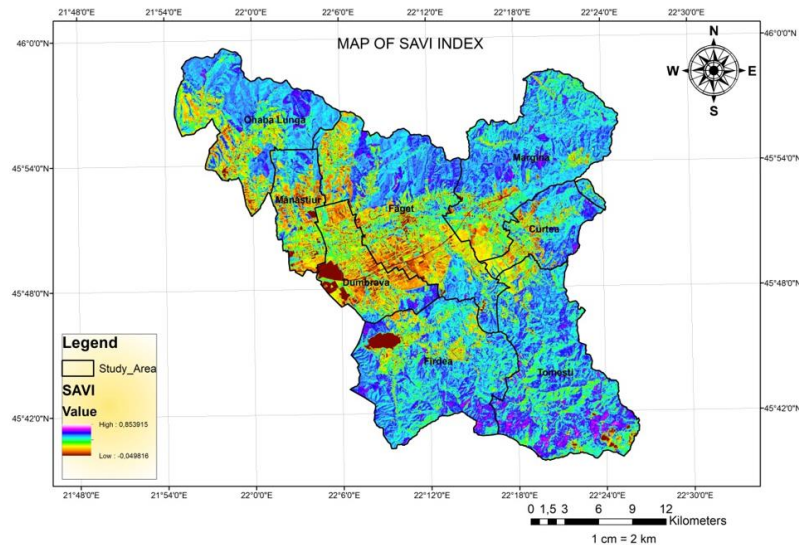 21°48'0"E 21°54'0"E 22°0'0"E 22°6'0"E 22°12'0"E 22°18'0"E 22°24'0"E 22°30'0"E
46°0'0"N 46°0'0"N
MAP OF SAVI INDEX
N
W E
S
Ohaba Lunga
Margina
45°54'0"N 45°54'0"N
Manastiur
Faget
Curtea
45°48'0"N 45°48'0"N
Dumbrava
Legend
Study_Area
SAVI
Value
High : 0,853915
Low : -0,049816
Firdea
Tomesti
45°42'0"N 45°42'0"N
21°48'0"E 21°54'0"E 22°0'0"E 22°6'0"E 22°12'0"E 22°18'0"E 22°24'0"E 22°30'0"E
0 1,5 3 6 9 12
Kilometers
1 cm = 2 km